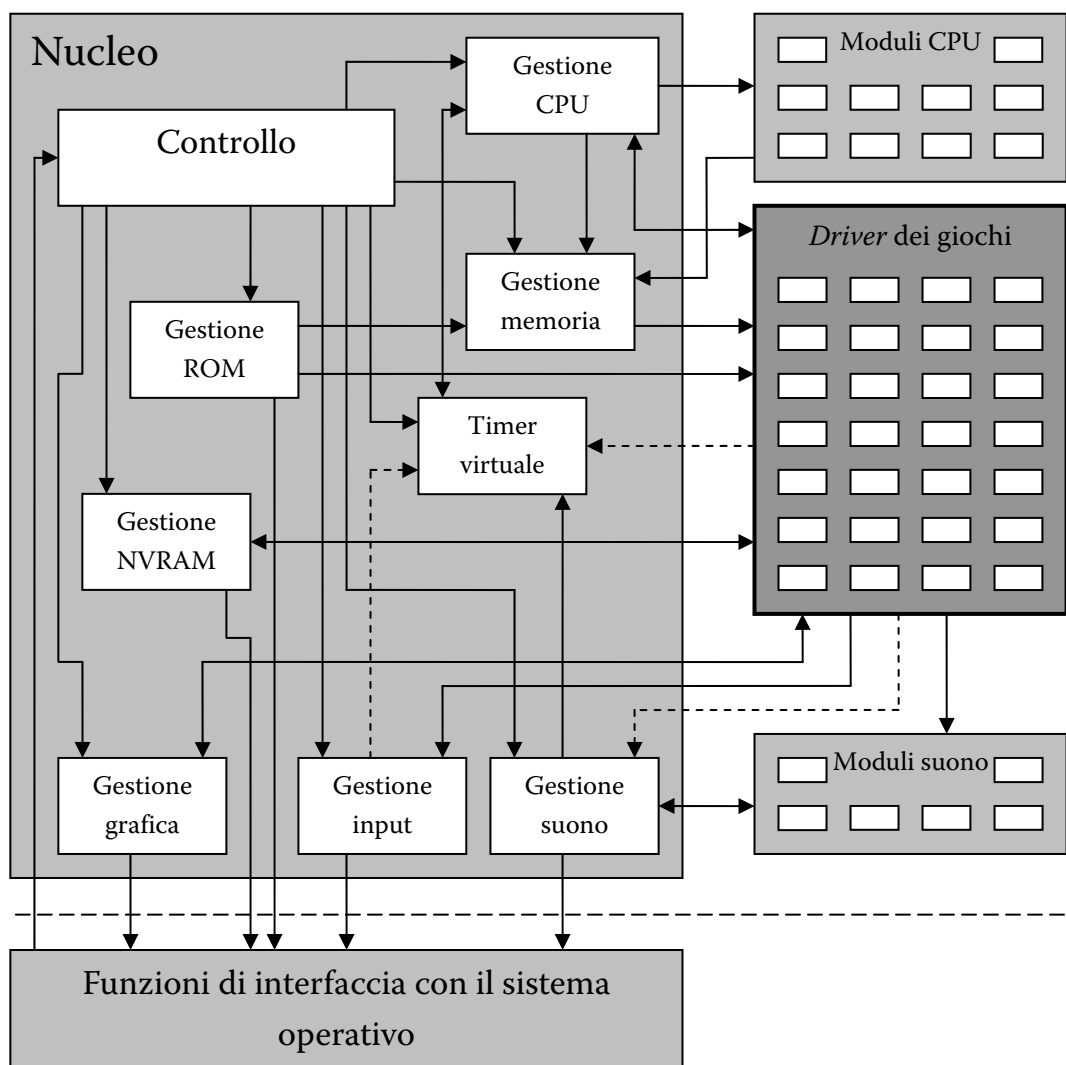 Nucleo
Gestione
CPU
Moduli CPU
Controllo
Driver dei giochi
Gestione
memoria
Gestione
ROM
Timer
virtuale
Gestione
NVRAM
Gestione
grafica
Gestione
input
Gestione
suono
Moduli suono
Funzioni di interfaccia con il sistema
operativo